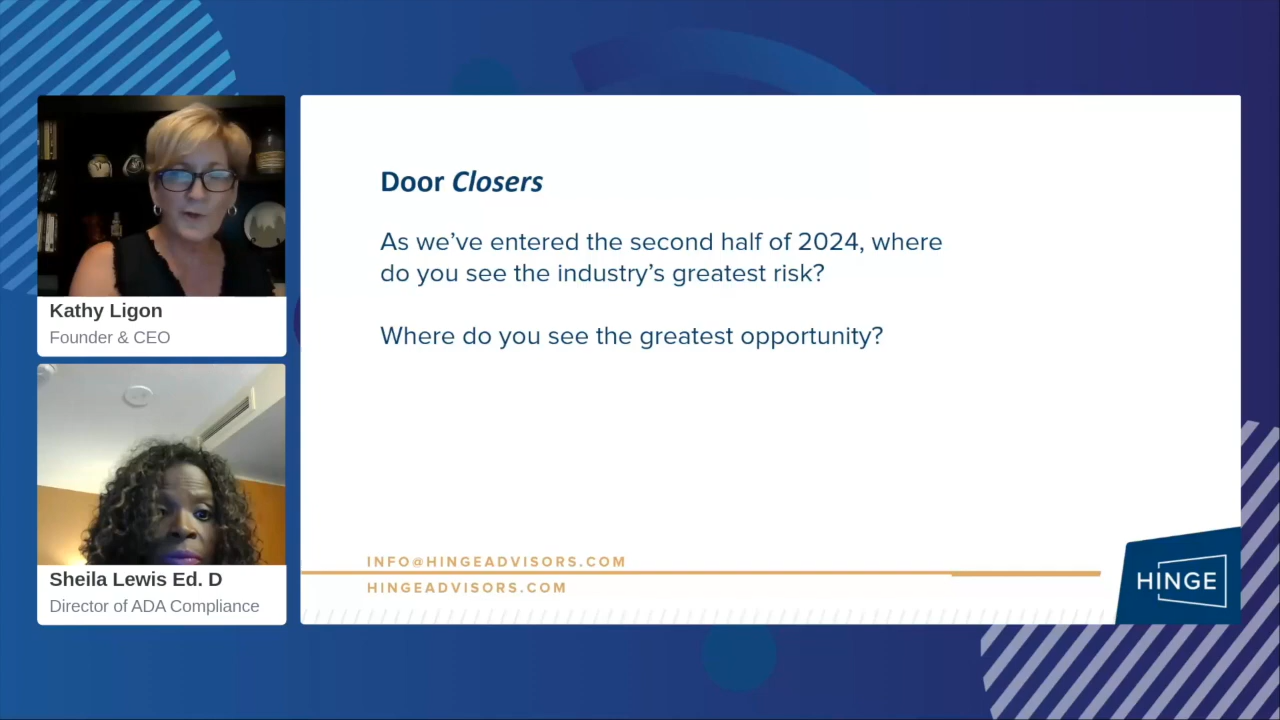 Kathy Ligon
Founder & CEO
Sheila Lewis Ed. D
Director of ADA Compliance
Door Closers
As we’ve entered the second half of 2024, where
do you see the industry’s greatest risk?
Where do you see the greatest opportunity?
INFO@HINGEADVISORS.COM
HINGEADVISORS.COM
HINGE